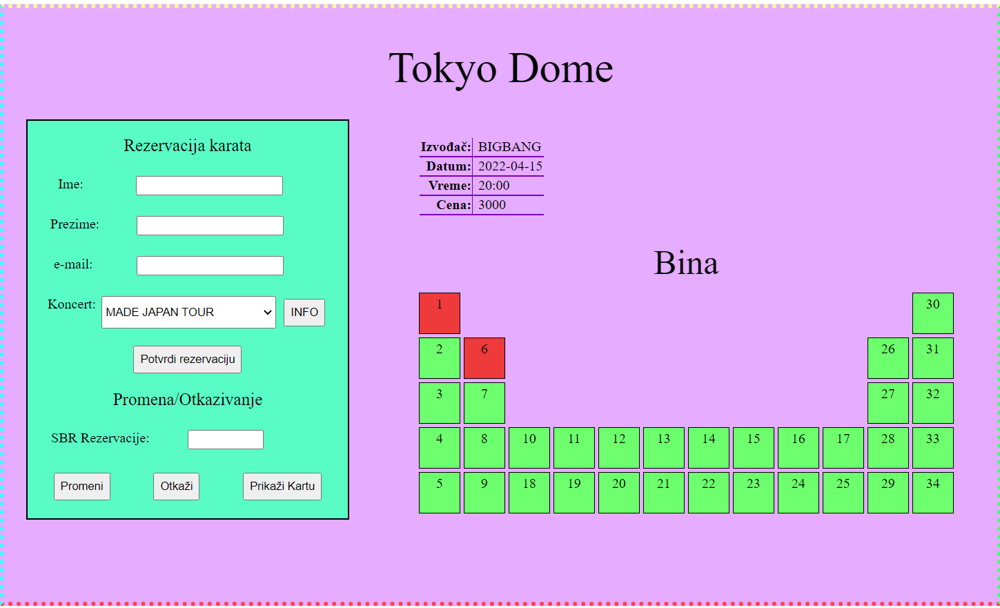 Tokyo Dome
Rezervacija karata
Ime:
Prezime:
e-mail:
Koncert: MADE JAPAN TOUR INFO
Potvrdi rezervaciju
Promena/Otkazivanje
SBR Rezervacije:
Promeni Otkaži Prikaži Kartu
Izvođač: BIGBANG
Datum: 2022-04-15
Vreme: 20:00
Cena: 3000
Bina
1 30
2 6 26 31
3 7 27 32
4 8 10 11 12 13 14 15 16 17 28 33
5 9 18 19 20 21 22 23 24 25 29 34